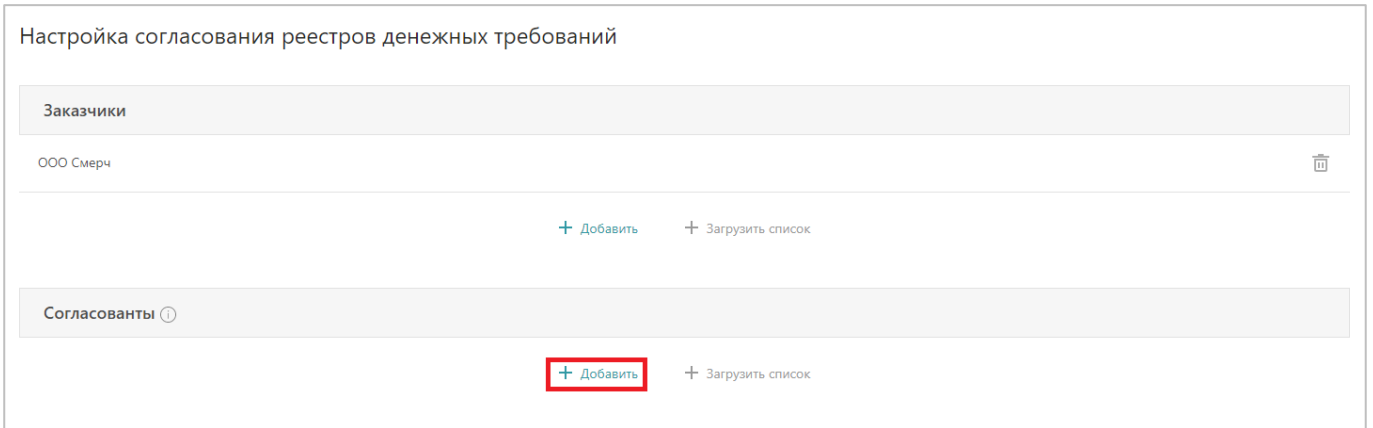 Настройка согласования реестров денежных требований
Заказчики
ООО Смерч
+ Добавить + Загрузить список
Согласованты
+ Добавить + Загрузить список